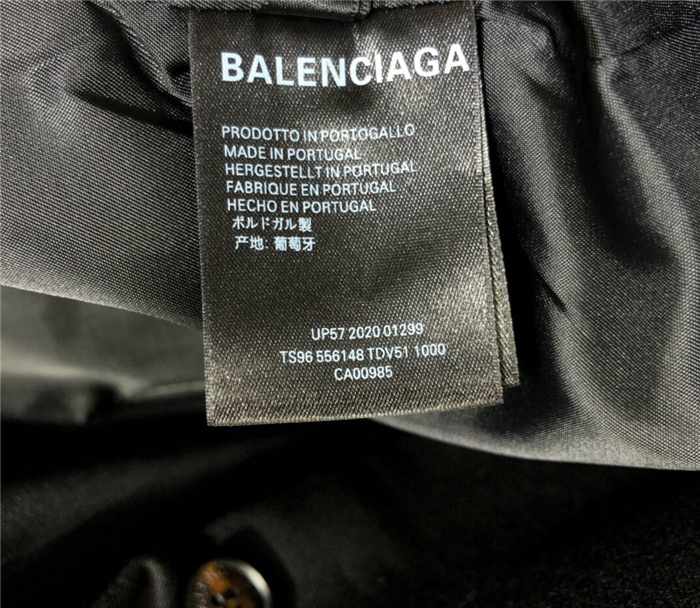 BALENCIAGA
PRODOTTO IN PORTOGALLO
MADE IN PORTUGAL
HERGESTELLT IN PORTUGAL
FABRIQUE EN PORTUGAL
HECHO EN PORTUGAL
ポルドガル製
产地: 葡萄牙
UP57 2020 01299
TS96 556148 TDV51 1000
CA00985